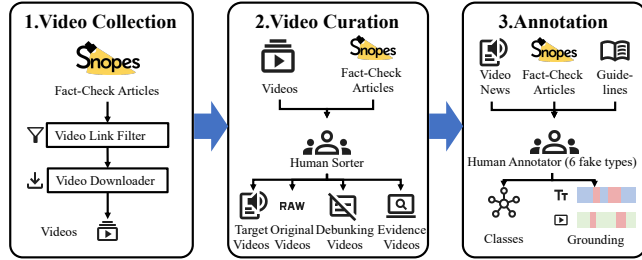 1.Video Collection
Snopes
Fact-Check Articles
Video Link Filter
Video Downloader
Videos
2.Video Curation
Videos
Snopes
Fact-Check
Articles
Human Sorter
RAW
Target
Videos
Original
Videos
Debunking
Videos
Evidence
Videos
3.Annotation
Video
News
Snopes
Fact-Check
Articles
Guide-
lines
Human Annotator (6 fake types)
TT
Classes
Grounding